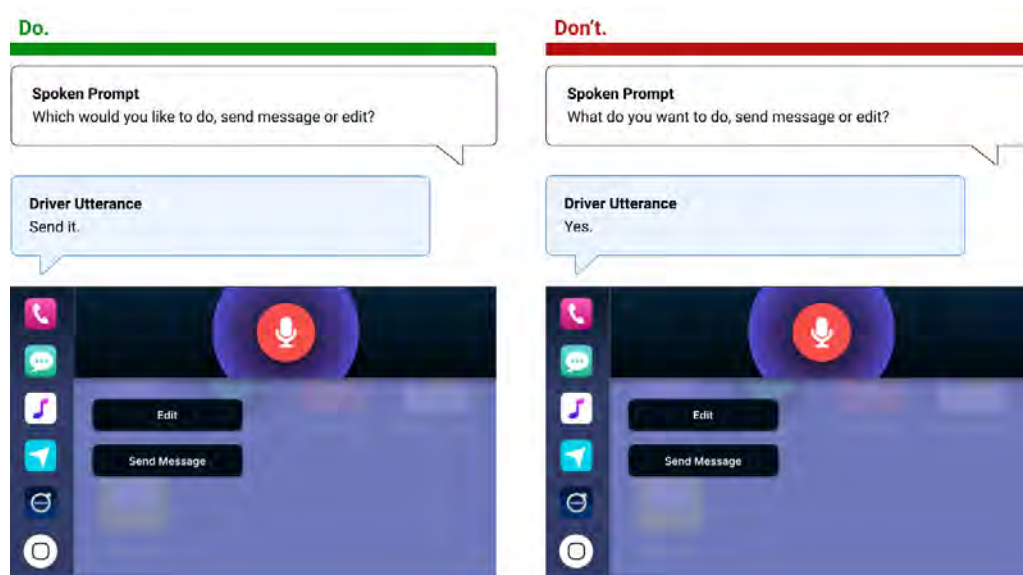 Do.
Spoken Prompt
Which would you like to do, send message or edit?
Driver Utterance
Send it.
Edit
Send Message
Don't.
Spoken Prompt
What do you want to do, send message or edit?
Driver Utterance
Yes.
Edit
Send Message